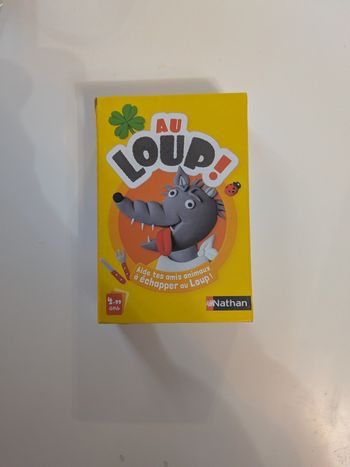 AU
LOUP!
Aide tes amis animaux
à échapper au Loup!
4-99
ans
Nathan